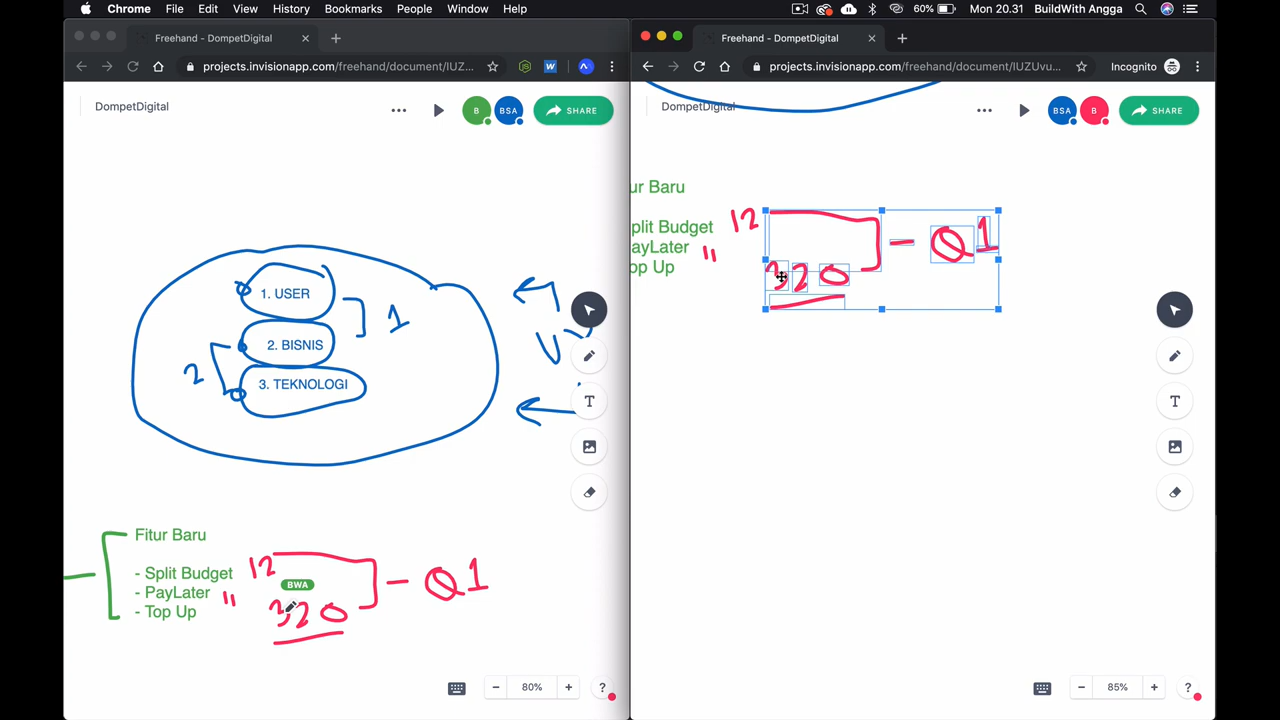 Chrome File Edit View History Bookmarks People Window Help 60% Mon 20.31 BuildWith Angga
Freehand - DompetDigital
projects.invisionapp.com/freehand/document/IUZ...
DompetDigital
B BSA SHARE
1. USER
2. BISNIS
3. TEKNOLOGI
1
2
Fitur Baru
- Split Budget 12
- PayLater "
- Top Up 320
BWA
Q1
80%
?
Freehand - DompetDigital
projects.invisionapp.com/freehand/document/IUZUvu...
Incognito
DompetDigital
BSA B SHARE
ur Baru
plit Budget 12
ayLater "
op Up 320
Q1
T
T
85%
?